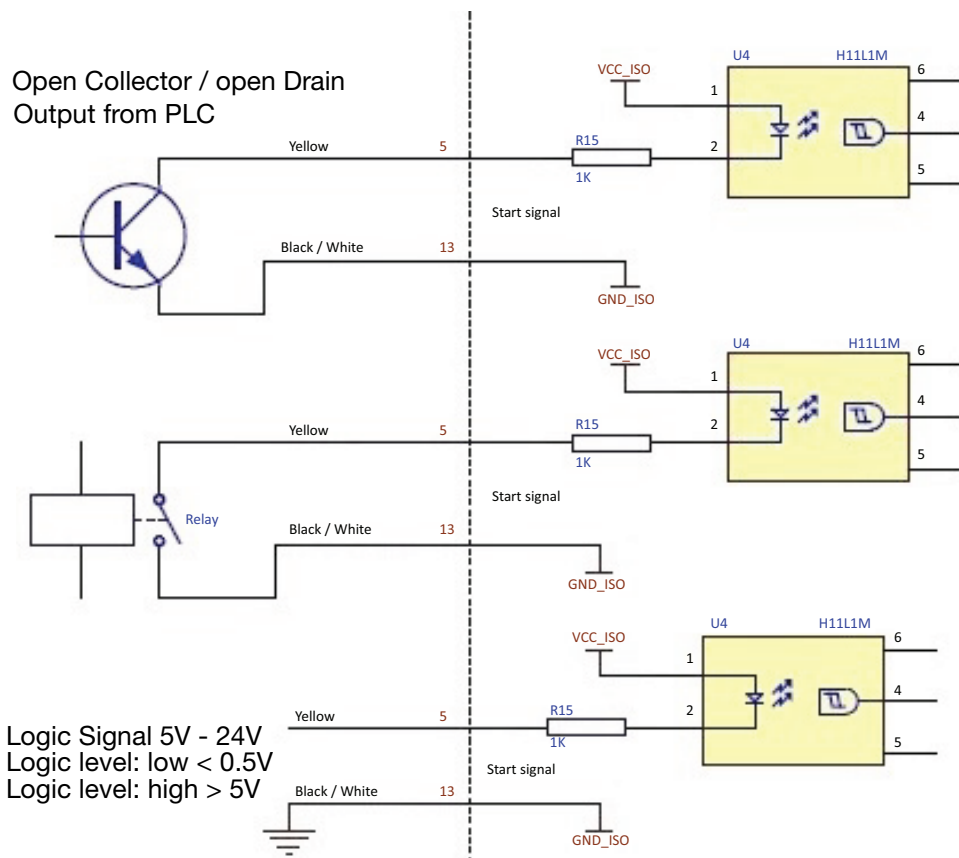 Open Collector / open Drain
Output from PLC
VCC_ISO
U4
H11L1M
1
6
4
2
5
Yellow
5
R15
1K
Start signal
Black / White
13
GND_ISO
VCC_ISO
U4
H11L1M
1
6
4
2
5
Yellow
5
R15
1K
Start signal
Relay
Black / White
13
GND_ISO
VCC_ISO
U4
H11L1M
1
6
4
2
5
Yellow
5
R15
1K
Logic Signal 5V - 24V
Logic level: low < 0.5V
Logic level: high > 5V
Start signal
Black / White
13
GND_ISO